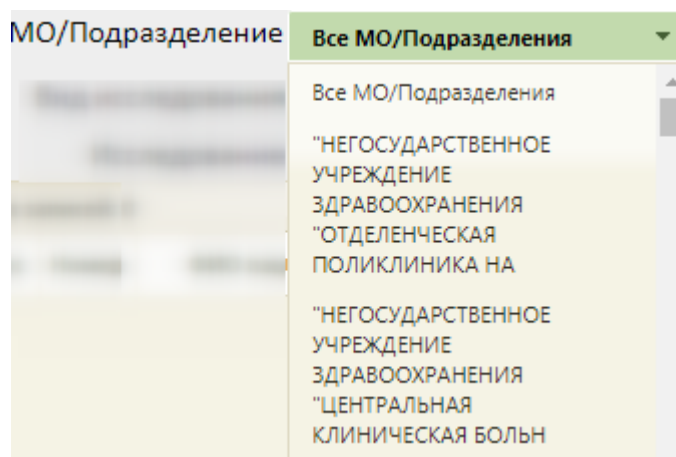 МО/Подразделение
Все МО/Подразделения
Все МО/Подразделения
"НЕГОСУДАРСТВЕННОЕ
УЧРЕЖДЕНИЕ
ЗДРАВООХРАНЕНИЯ
"ОТДЕЛЕНЧЕСКАЯ
ПОЛИКЛИНИКА НА
"НЕГОСУДАРСТВЕННОЕ
УЧРЕЖДЕНИЕ
ЗДРАВООХРАНЕНИЯ
"ЦЕНТРАЛЬНАЯ
КЛИНИЧЕСКАЯ БОЛЬН